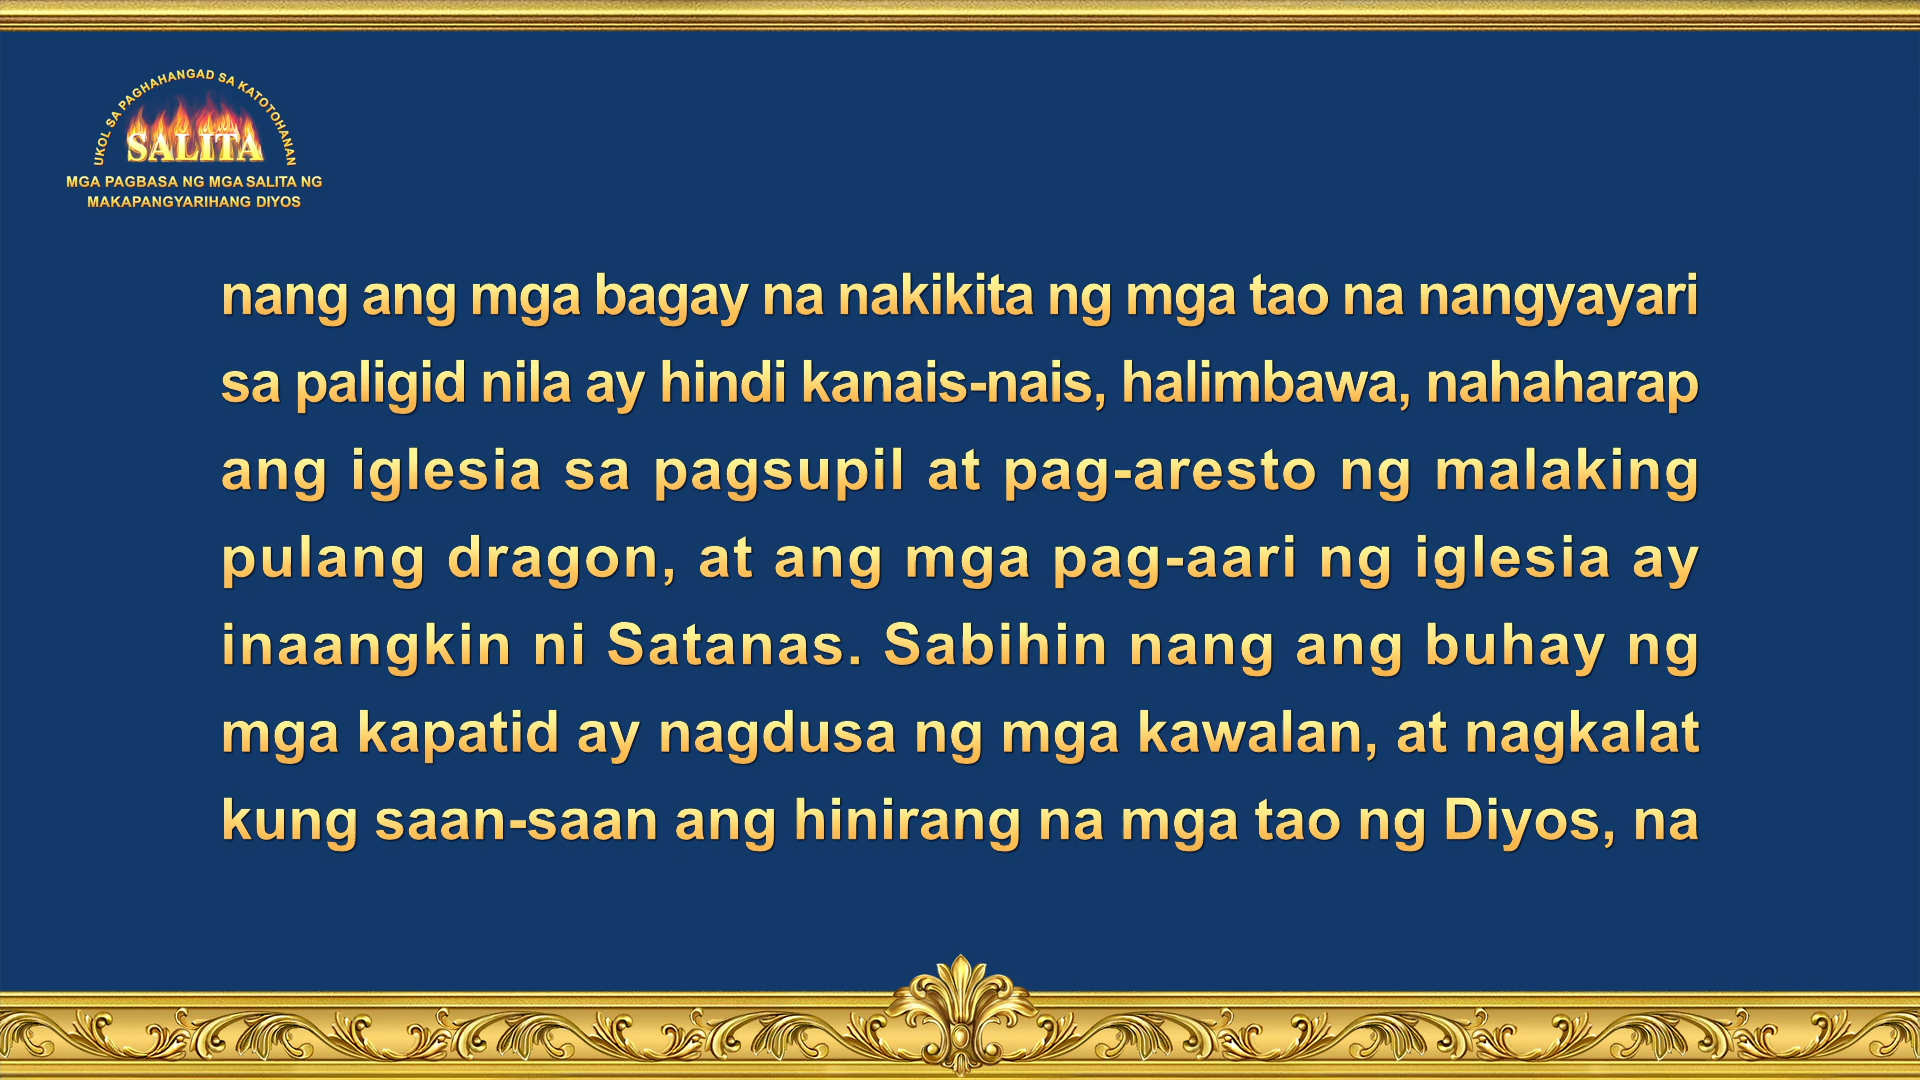 UKOL SA PAGHAHANGAD SA KATOTOHANAN
SALITA
MGA PAGBASA NG MGA SALITA NG
MAKAPANGYARIHANG DIYOS
nang ang mga bagay na nakikita ng mga tao na nangyayari
sa paligid nila ay hindi kanais-nais, halimbawa, nahaharap
ang iglesia sa pagsupil at pag-aresto ng malaking
pulang dragon, at ang mga pag-aari ng iglesia ay
inaangkin ni Satanas. Sabihin nang ang buhay ng
mga kapatid ay nagdusa ng mga kawalan, at nagkalat
kung saan-saan ang hinirang na mga tao ng Diyos, na